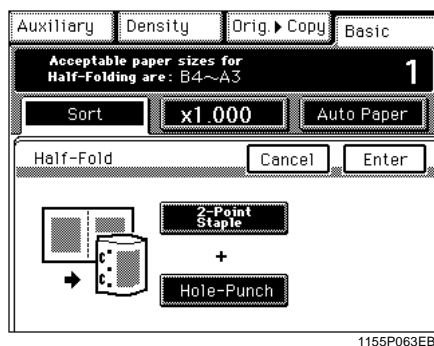 Auxiliary Density Orig.▶Copy Basic
Acceptable paper sizes for
Half-Folding are: B4～A3
1
Sort x1.000 Auto Paper
Half-Fold Cancel Enter
2-Point
Staple
+
Hole-Punch
1155P063EB